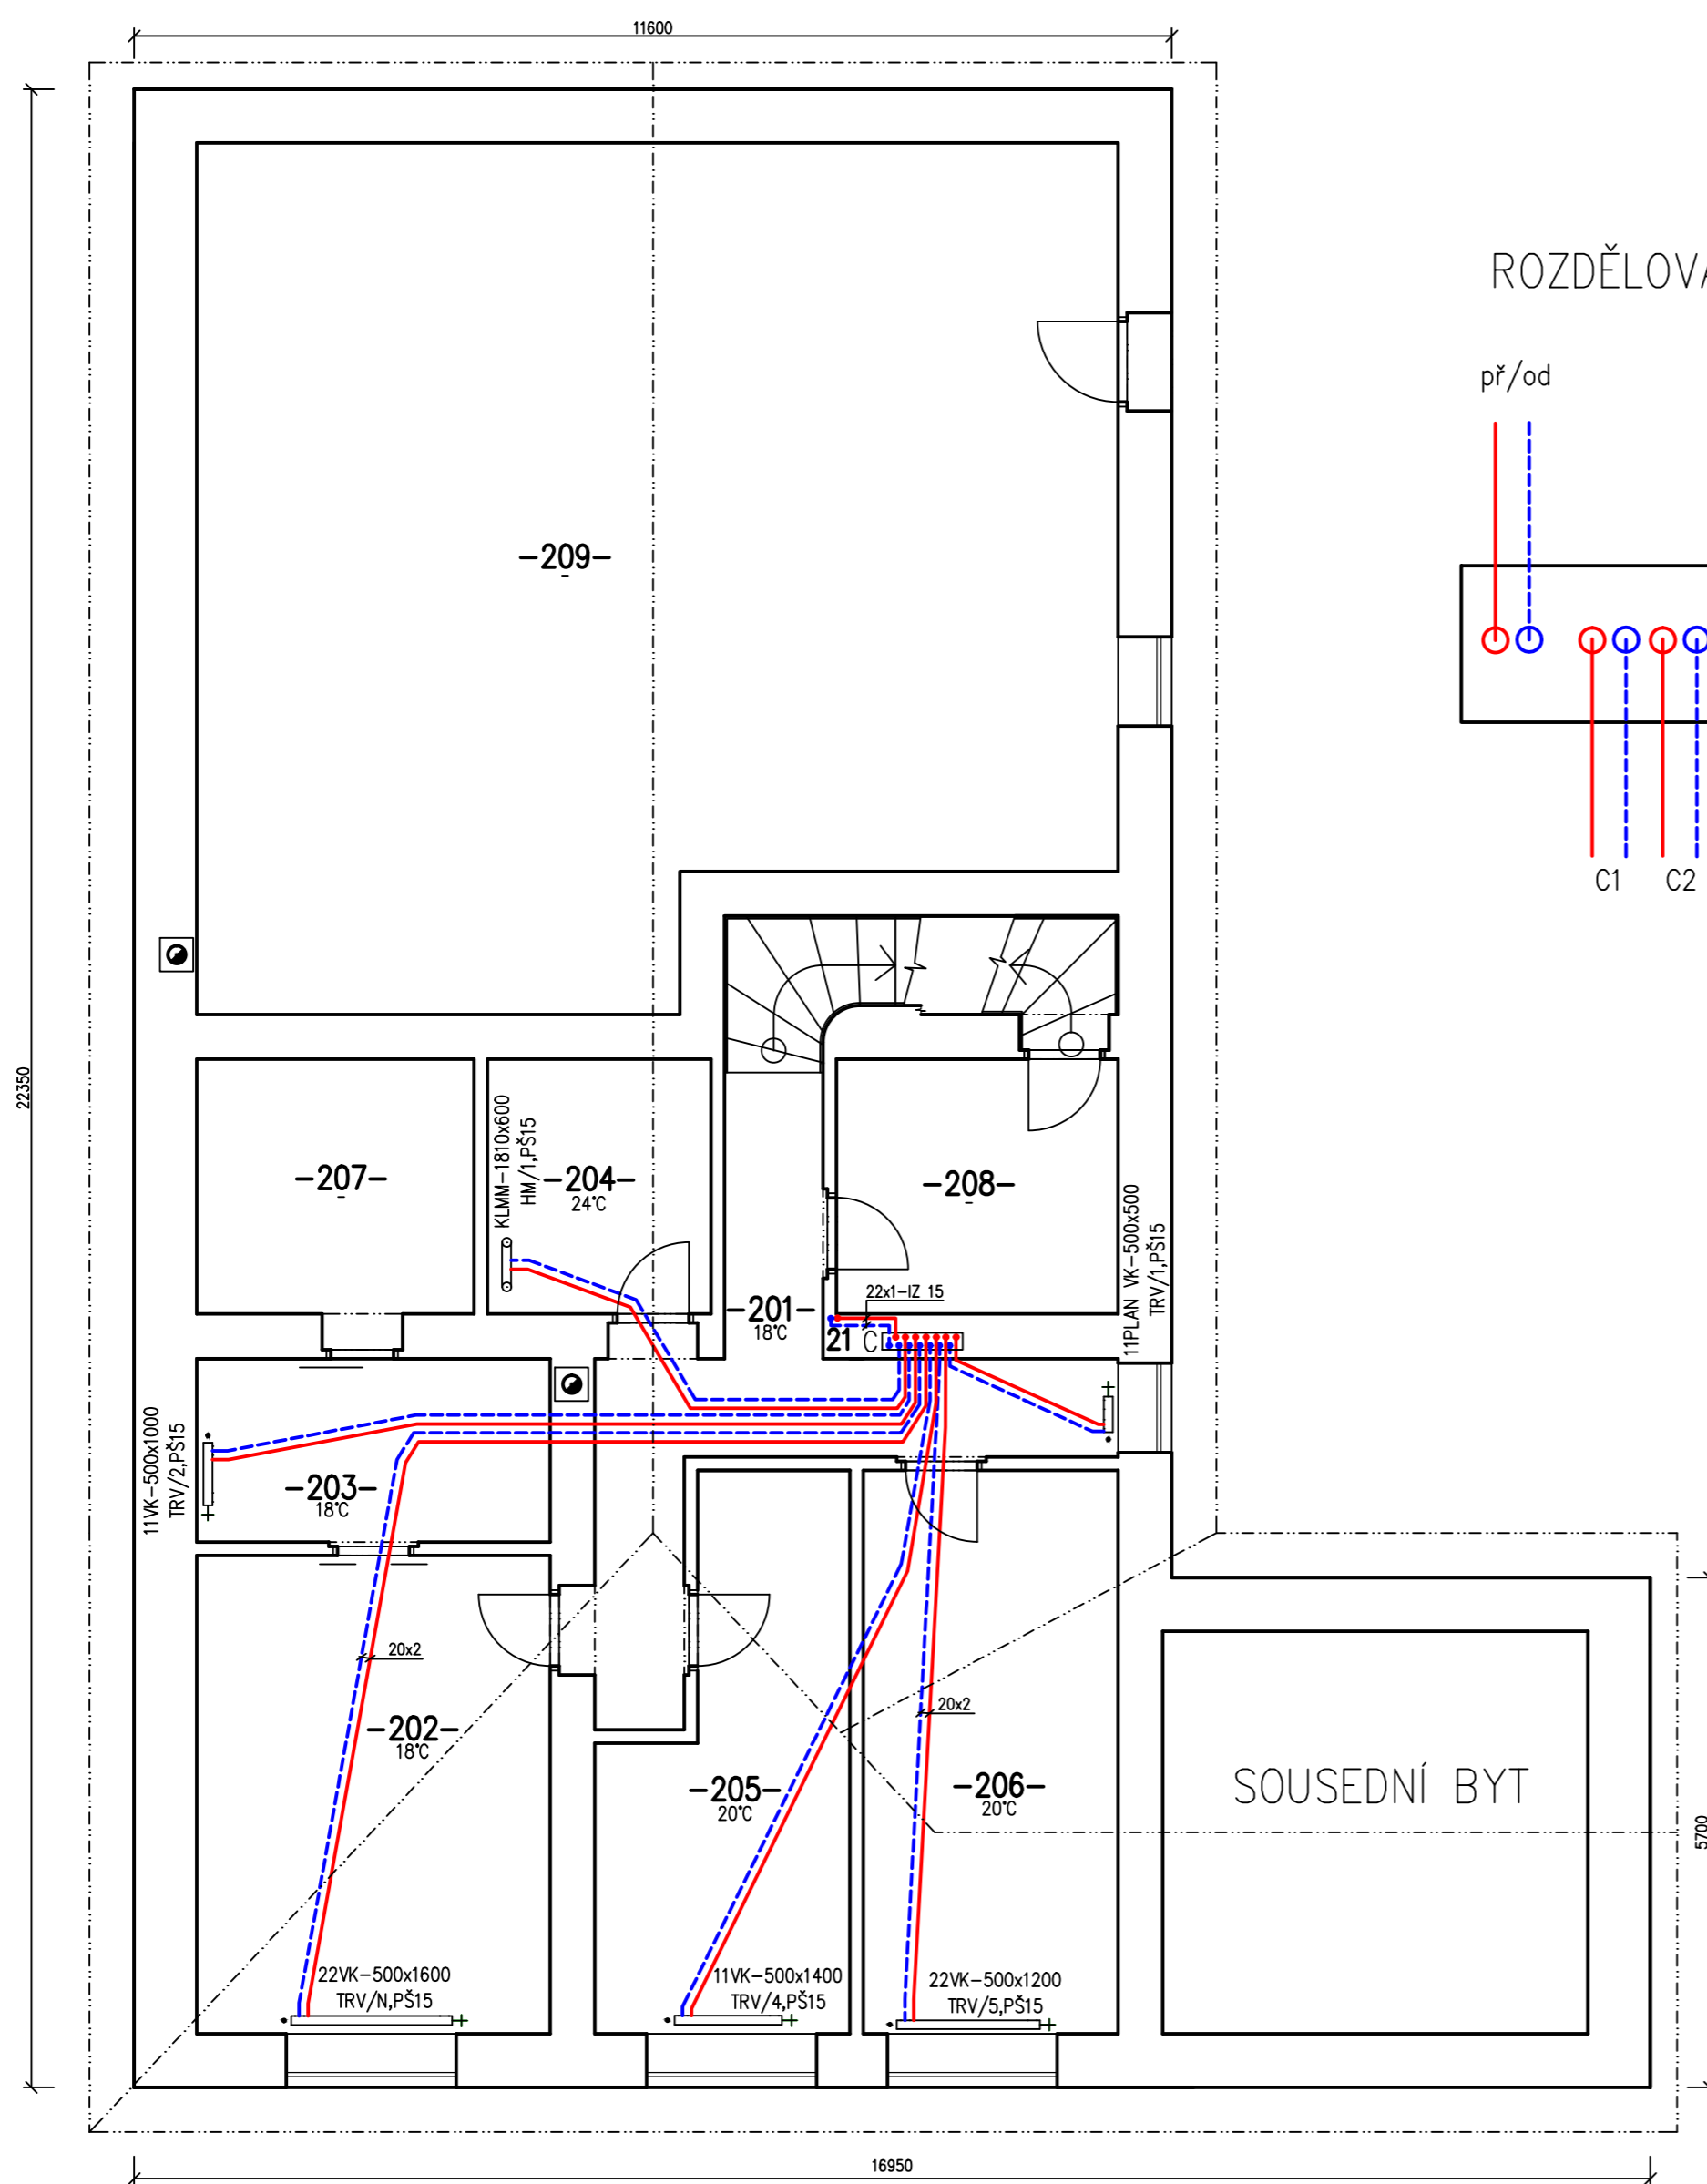 11600
ROZDĚLOVA
př/od
-209-
-
C1 C2
22350
KLMM-1810x600
HM/1,PŠ15
-207-
-
-204-
24°C
-208-
-
11PLAN VK-500x500
TRV/1,PŠ15
22x1-IZ 15
-201-
18°C
21 C
11VK-500x1000
TRV/2,PŠ15
-203-
18°C
20x2
-202-
18°C
20x2
-205-
20°C
-206-
20°C
SOUSEDNÍ BYT
5700
22VK-500x1600
TRV/N,PŠ15
11VK-500x1400
TRV/4,PŠ15
22VK-500x1200
TRV/5,PŠ15
16950